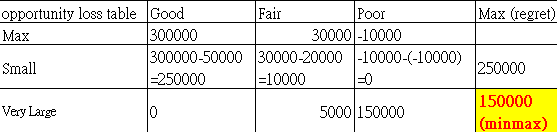 opportunity loss table Good Fair Poor Max (regret)
Max 300000 30000 -10000
Small 300000-50000 =250000 30000-20000 =10000 -10000-(-10000) =0 250000
Very Large 0 5000 150000 150000 (minmax)